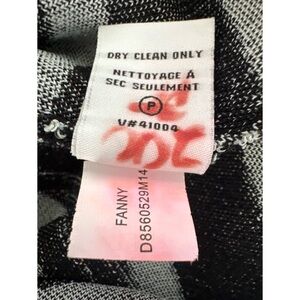 DRY CLEAN ONLY
NETTOYAGE À
SEC SEULEMENT
P
V#41004
FANNY
D8560529M14